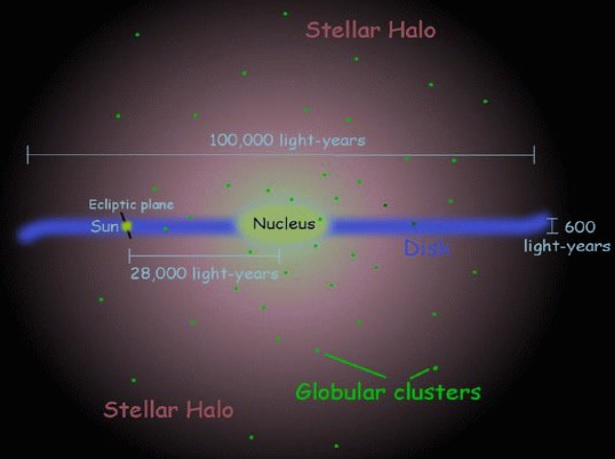 Stellar Halo
100,000 light-years
Ecliptic plane
Sun
Nucleus
600
light-years
Disk
28,000 light-years
Globular clusters
Stellar Halo